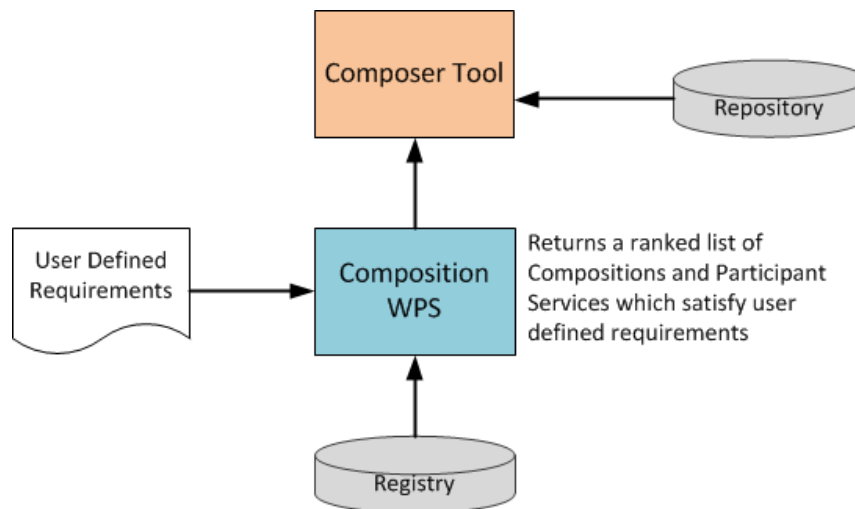 Composer Tool
Repository
User Defined
Requirements
Composition
WPS
Returns a ranked list of
Compositions and Participant
Services which satisfy user
defined requirements
Registry